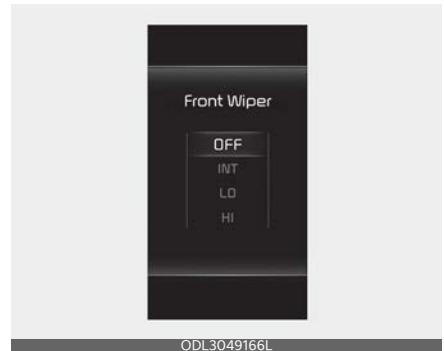 Front Wiper
OFF
INT
LO
HI
ODL3049166L